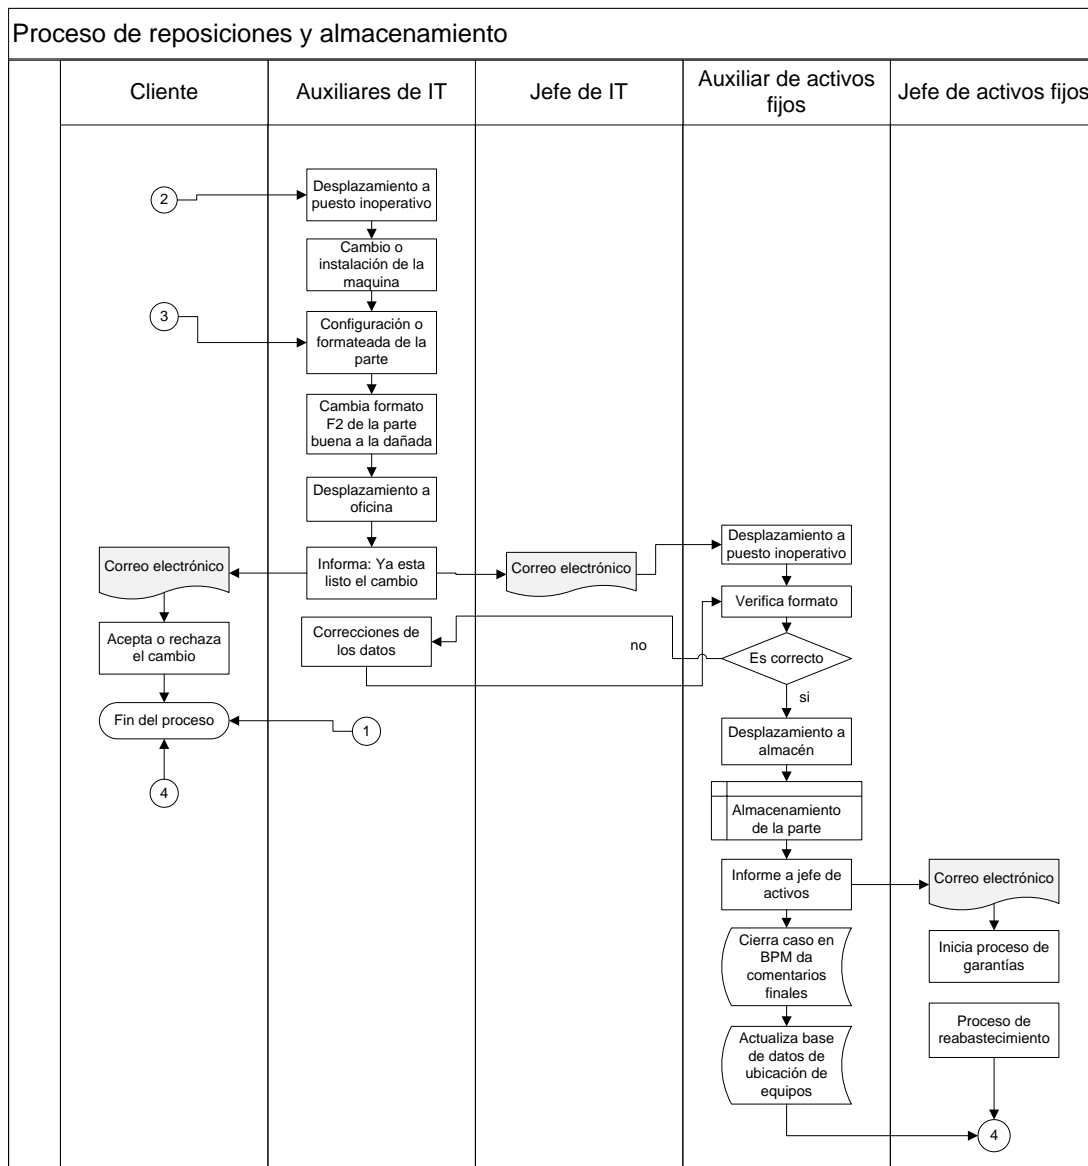 Proceso de reposiciones y almacenamiento
Cliente
Auxiliares de IT
Jefe de IT
Auxiliar de activos
fijos
Jefe de activos fijos
2
Desplazamiento a
puesto inoperativo
Cambio o
instalación de la
maquina
3
Configuración o
formateada de la
parte
Cambia formato
F2 de la parte
buena a la dañada
Desplazamiento a
oficina
Correo electrónico
Informa: Ya esta
listo el cambio
Correo electrónico
Desplazamiento a
puesto inoperativo
Verifica formato
Acepta o rechaza
el cambio
Correcciones de
los datos
no
Es correcto
si
Fin del proceso
1
Desplazamiento a
almacén
4
Almacenamiento
de la parte
Informe a jefe de
activos
Correo electrónico
Cierra caso en
BPM da
comentarios
finales
Inicia proceso de
garantías
Actualiza base
de datos de
ubicación de
equipos
Proceso de
reabastecimiento
4